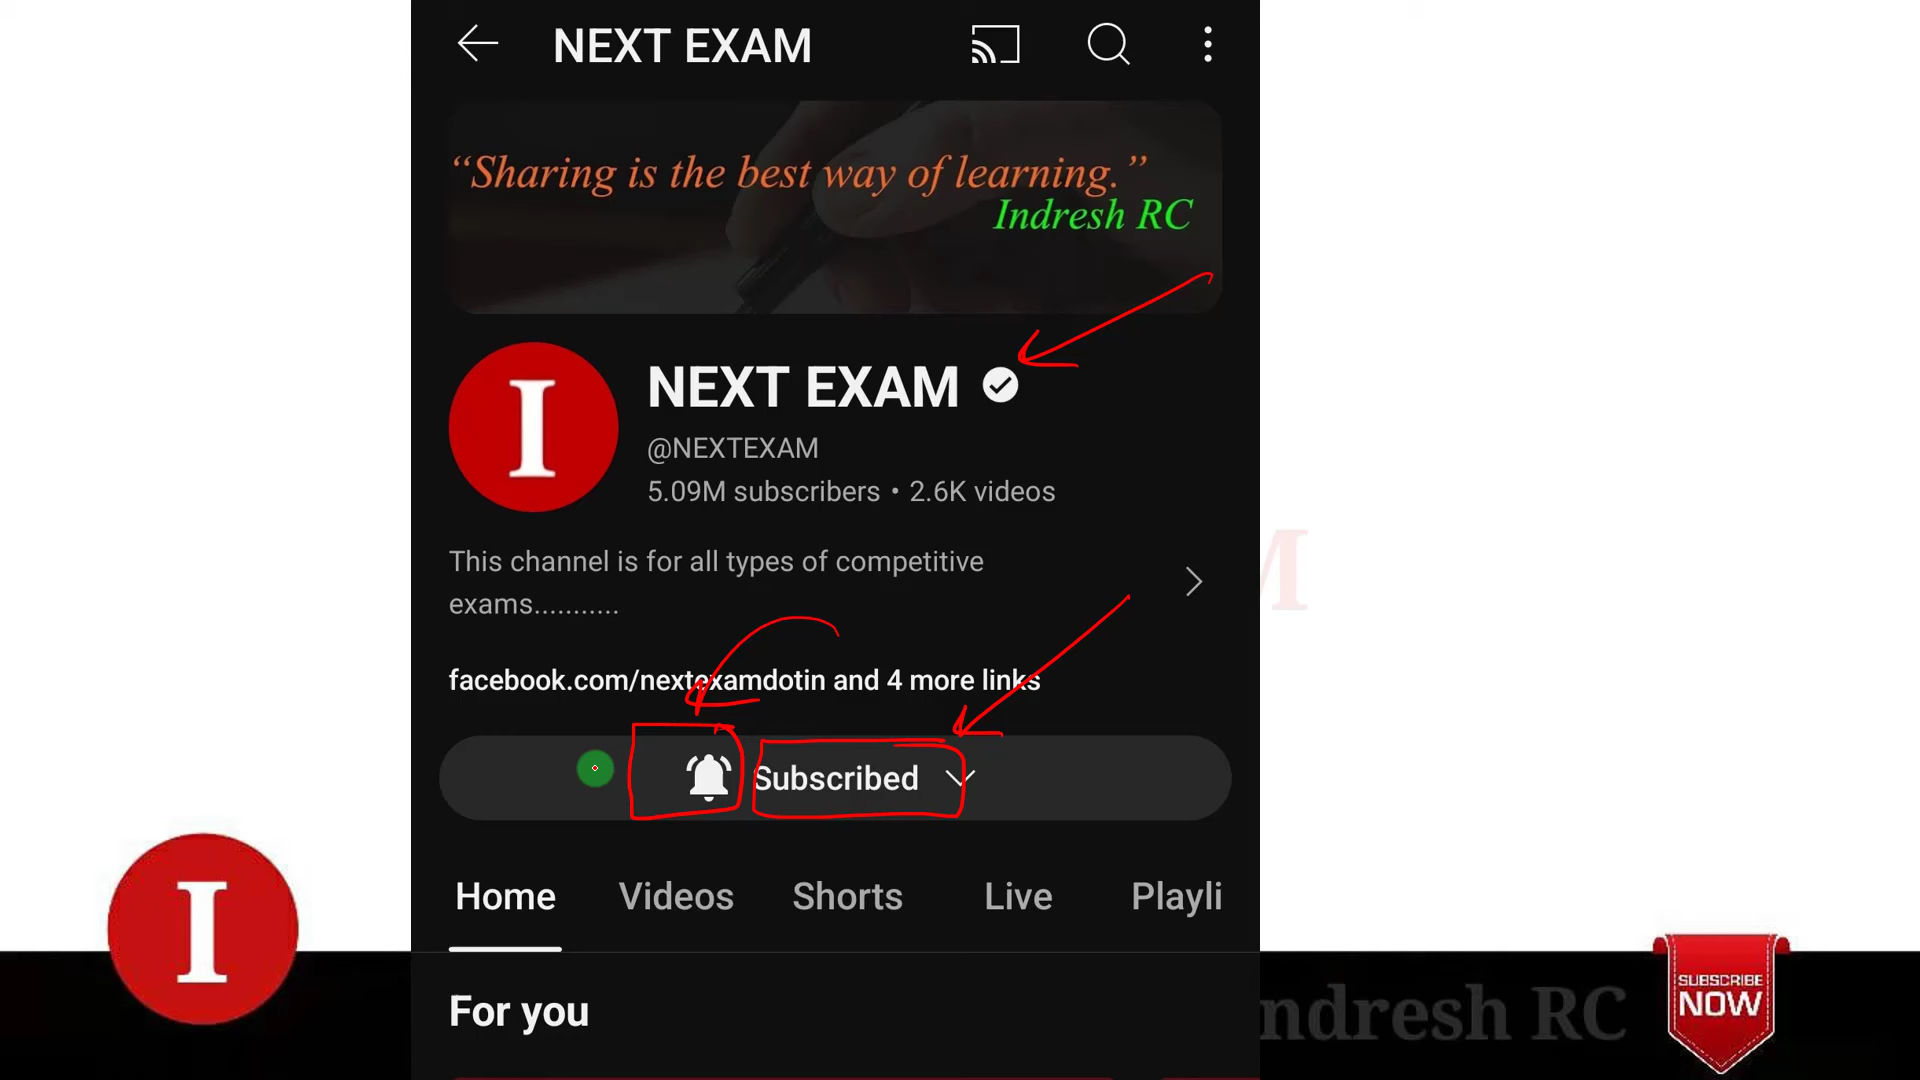 NEXT EXAM
“Sharing is the best way of learning.”
Indresh RC
I
NEXT EXAM
@NEXTEXAM
5.09M subscribers • 2.6K videos
This channel is for all types of competitive
exams...........
M
facebook.com/nextexamdotin and 4 more links
Subscribed
Home Videos Shorts Live Playli
I
For you
ndresh RC
SUBSCRIBE
NOW